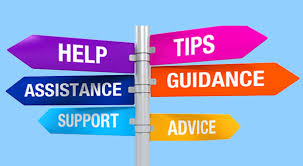 HELP
TIPS
ASSISTANCE
GUIDANCE
SUPPORT
ADVICE